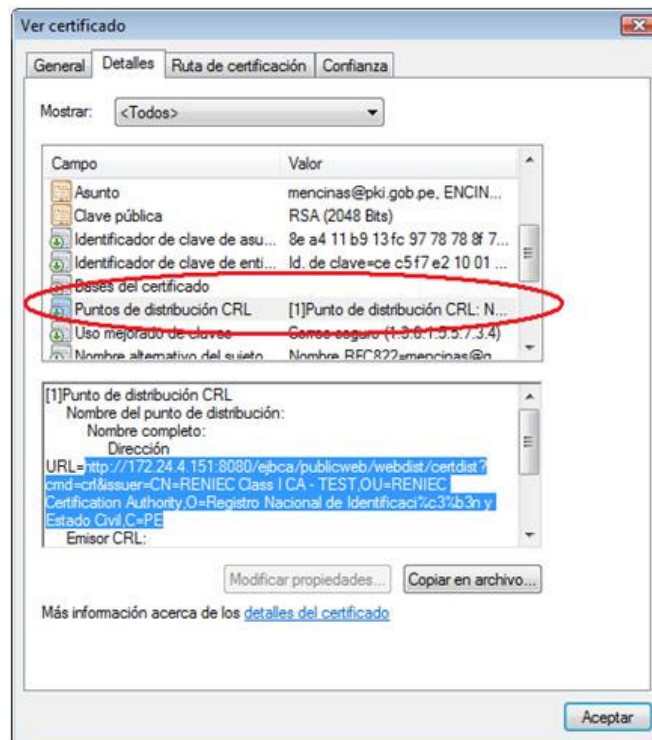 Ver certificado
General Detalles Ruta de certificación Confianza
Mostrar: <Todos>
Campo Valor
Asunto mencinas@pki.gob.pe, ENCIN...
Clave pública RSA (2048 Bits)
Identificador de clave de asu... 8e a4 11 b9 13 fc 97 78 78 8f 7...
Identificador de clave de enti... Id. de clave=ce c5 f7 e2 10 01 ...
Bases del certificado
Puntos de distribución CRL [1]Punto de distribución CRL: N...
Uso mejorado de claves Correo seguro (1.3.6.1.5.5.7.3.4)
Nombre alternativo del sujeto Nombre RFC822=mencinas@g...
[1]Punto de distribución CRL
Nombre del punto de distribución:
Nombre completo:
Dirección
URL=http://172.24.4.151:8080/ejbca/publicweb/webdist/certdist?
cmd=crl&issuer=CN=RENIEC Class I CA - TEST,OU=RENIEC
Certification Authority,O=Registro Nacional de Identificaci%c3%b3n y
Estado Civil,C=PE
Emisor CRL:
Modificar propiedades... Copiar en archivo...
Más información acerca de los detalles del certificado
Aceptar